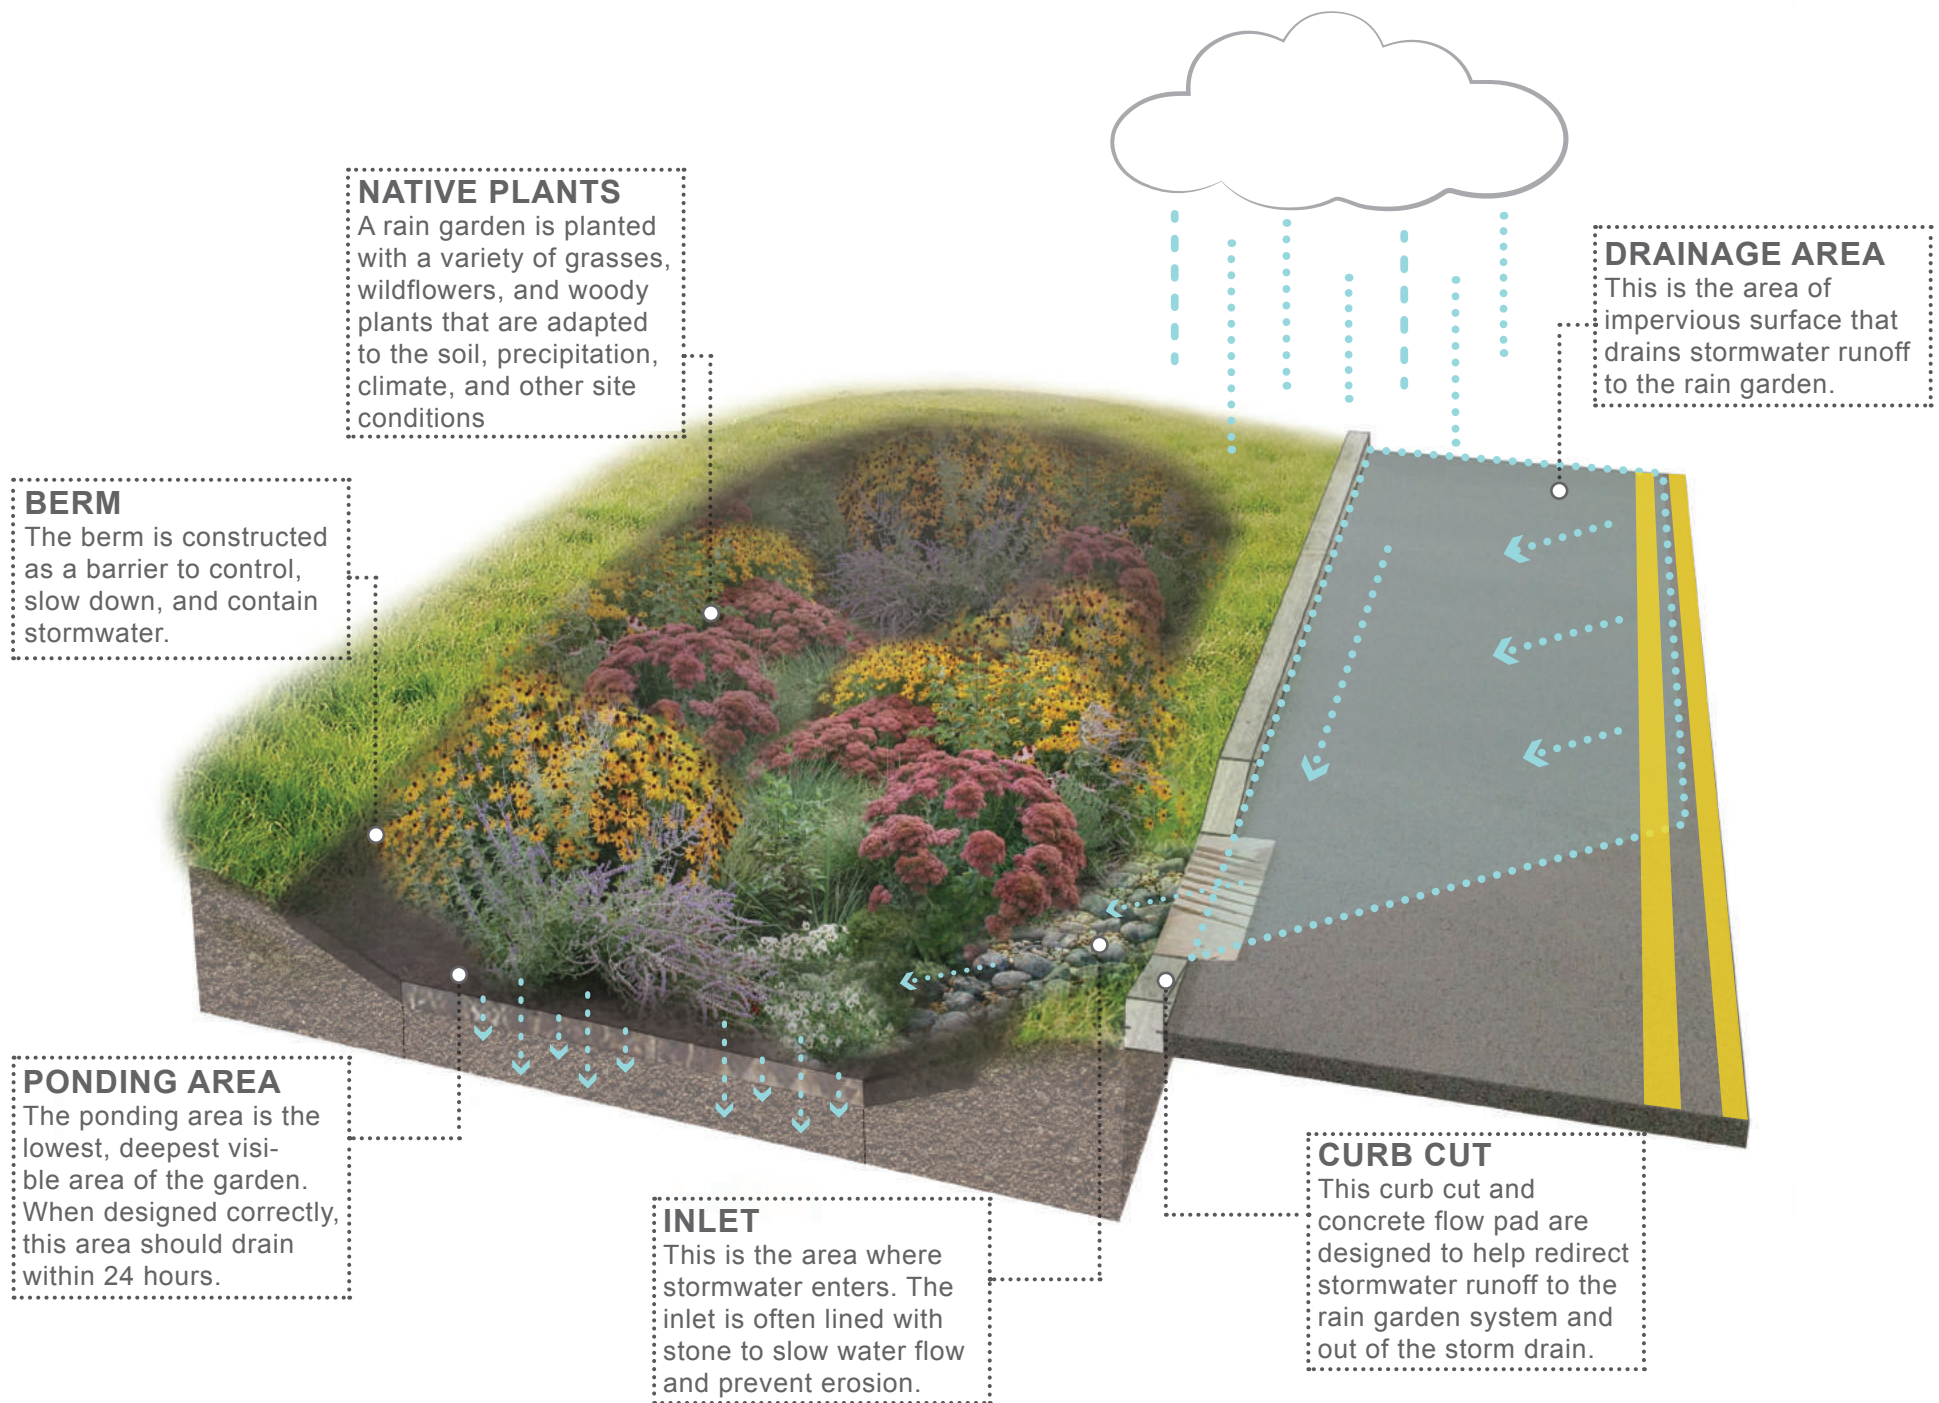 NATIVE PLANTS
A rain garden is planted
with a variety of grasses,
wildflowers, and woody
plants that are adapted
to the soil, precipitation,
climate, and other site
conditions
DRAINAGE AREA
This is the area of
impervious surface that
drains stormwater runoff
to the rain garden.
BERM
The berm is constructed
as a barrier to control,
slow down, and contain
stormwater.
PONDING AREA
The ponding area is the
lowest, deepest visi-
ble area of the garden.
When designed correctly,
this area should drain
within 24 hours.
INLET
This is the area where
stormwater enters. The
inlet is often lined with
stone to slow water flow
and prevent erosion.
CURB CUT
This curb cut and
concrete flow pad are
designed to help redirect
stormwater runoff to the
rain garden system and
out of the storm drain.